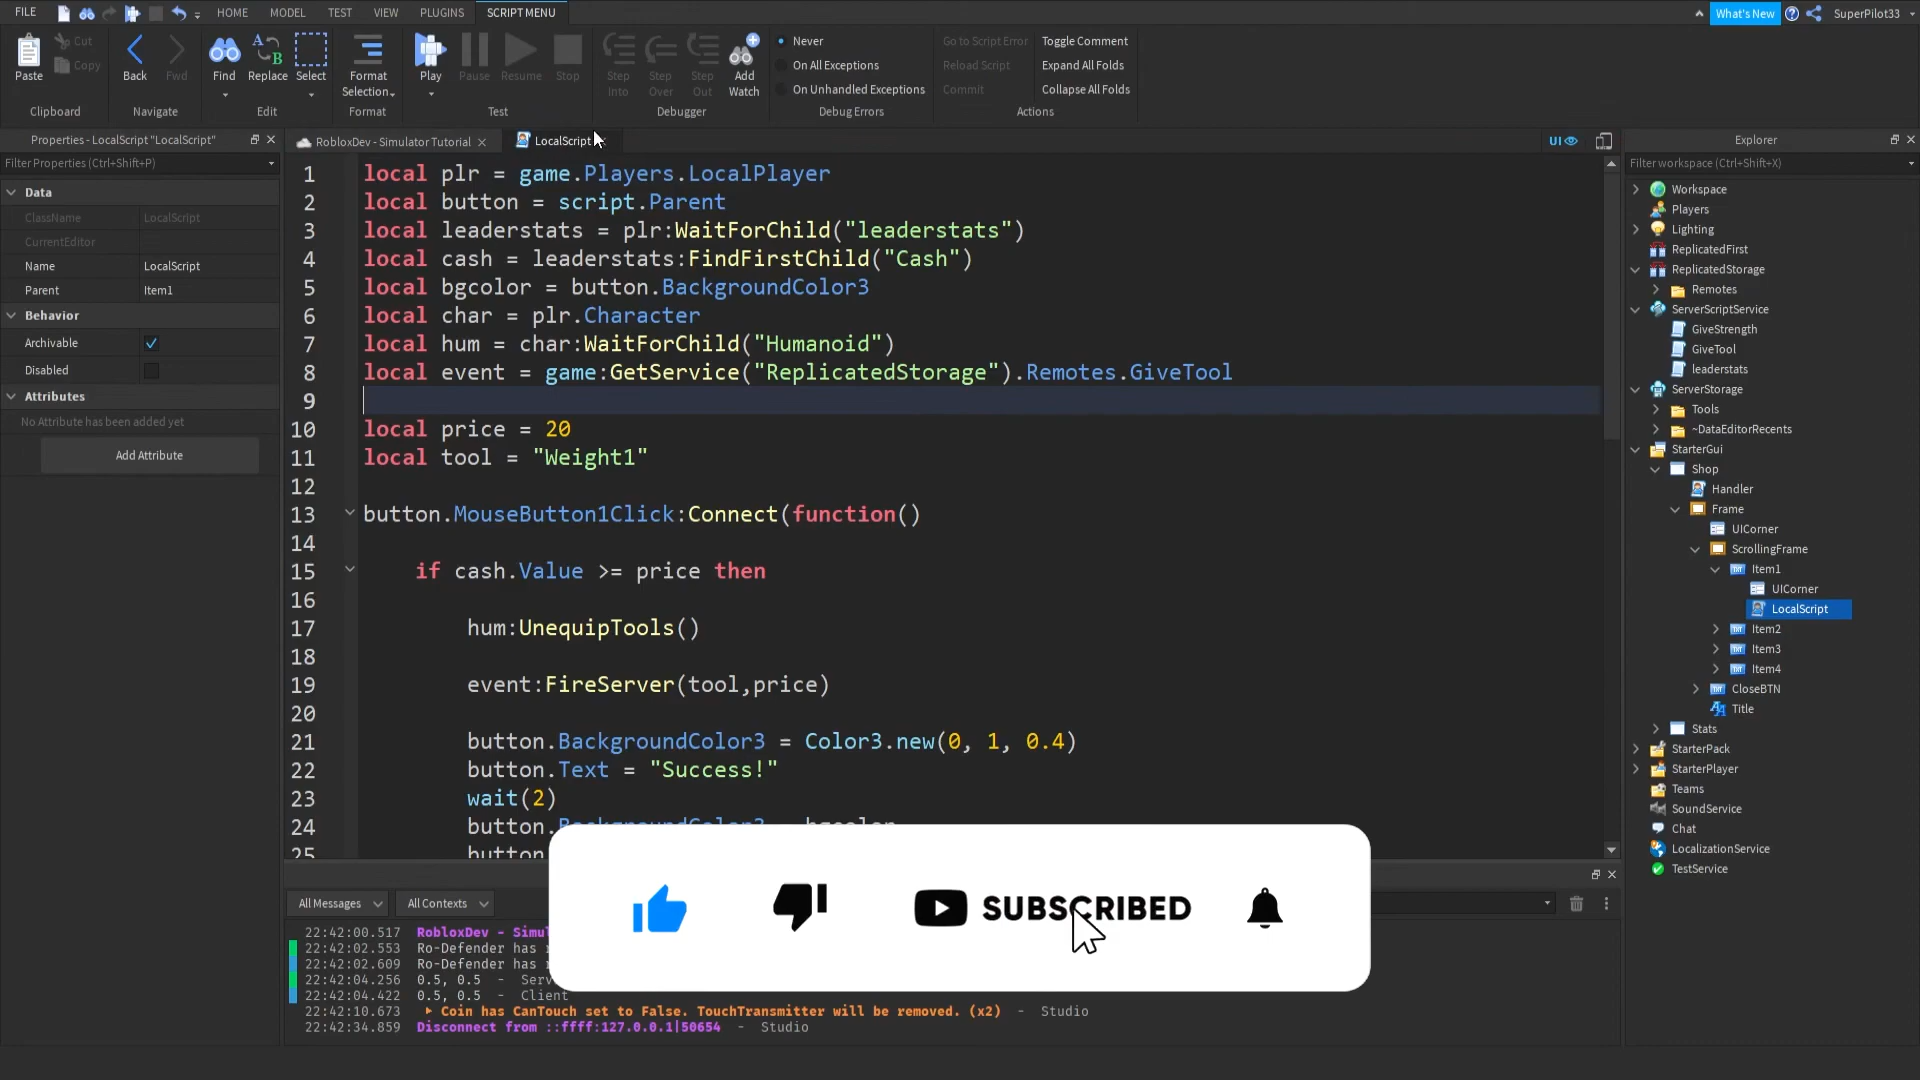 FILE HOME MODEL TEST VIEW PLUGINS SCRIPT MENU What's New SuperPilot33
Paste Cut Copy Clipboard
Back Fwd Navigate
Find Replace Select Edit
Format Selection Format
Play Pause Resume Stop Test
Step Into Step Over Step Out Add Watch Debugger
Never
On All Exceptions
On Unhandled Exceptions
Debug Errors
Go to Script Error Toggle Comment
Reload Script Expand All Folds
Commit Collapse All Folds
Actions
Properties - LocalScript "LocalScript"
Filter Properties (Ctrl+Shift+P)
Data
ClassName LocalScript
CurrentEditor
Name LocalScript
Parent Item1
Behavior
Archivable
Disabled
Attributes
No Attribute has been added yet
Add Attribute
RobloxDev - Simulator Tutorial LocalScript UI
1 local plr = game.Players.LocalPlayer
2 local button = script.Parent
3 local leaderstats = plr:WaitForChild("leaderstats")
4 local cash = leaderstats:FindFirstChild("Cash")
5 local bgcolor = button.BackgroundColor3
6 local char = plr.Character
7 local hum = char:WaitForChild("Humanoid")
8 local event = game:GetService("ReplicatedStorage").Remotes.GiveTool
9
10 local price = 20
11 local tool = "Weight1"
12
13 button.MouseButton1Click:Connect(function()
14
15 if cash.Value >= price then
16
17 hum:UnequipTools()
18
19 event:FireServer(tool,price)
20
21 button.BackgroundColor3 = Color3.new(0, 1, 0.4)
22 button.Text = "Success!"
23 wait(2)
24 button.BackgroundColor3 = bgcolor
25 button
SUBSCRIBED
All Messages All Contexts
22:42:00.517 RobloxDev - Simul
22:42:02.553 Ro-Defender has
22:42:02.609 Ro-Defender has
22:42:04.256 0.5, 0.5 - Serv
22:42:04.422 0.5, 0.5 - Client
22:42:10.673 Coin has CanTouch set to False. TouchTransmitter will be removed. (x2) - Studio
22:42:34.859 Disconnect from ::ffff:127.0.0.1|50654 - Studio
Explorer
Filter workspace (Ctrl+Shift+X)
Workspace
Players
Lighting
ReplicatedFirst
ReplicatedStorage
Remotes
ServerScriptService
GiveStrength
GiveTool
leaderstats
ServerStorage
Tools
~DataEditorRecents
StarterGui
Shop
Handler
Frame
UICorner
ScrollingFrame
Item1
UICorner
LocalScript
Item2
Item3
Item4
CloseBTN
Title
Stats
StarterPack
StarterPlayer
Teams
SoundService
Chat
LocalizationService
TestService